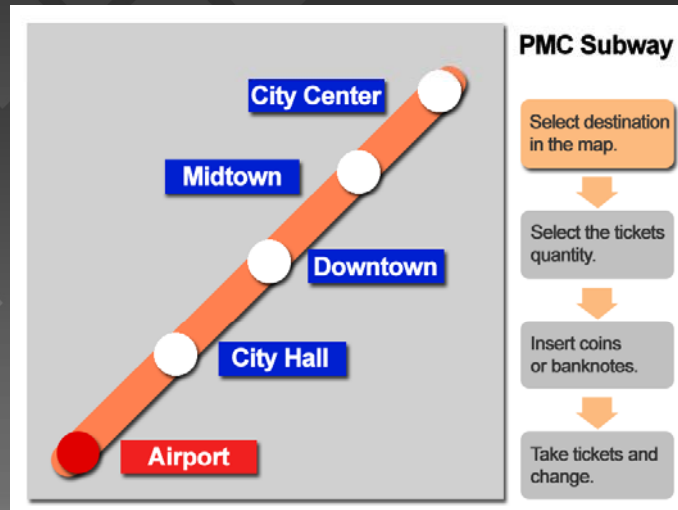 PMC Subway
City Center
Midtown
Downtown
City Hall
Airport
Select destination
in the map.
Select the tickets
quantity.
Insert coins
or banknotes.
Take tickets and
change.